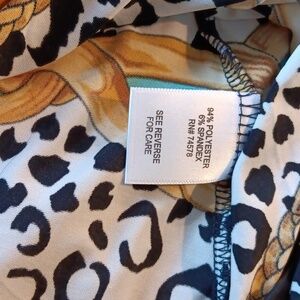 94% POLYESTER
6% SPANDEX
RN# 74578
SEE REVERSE
FOR CARE